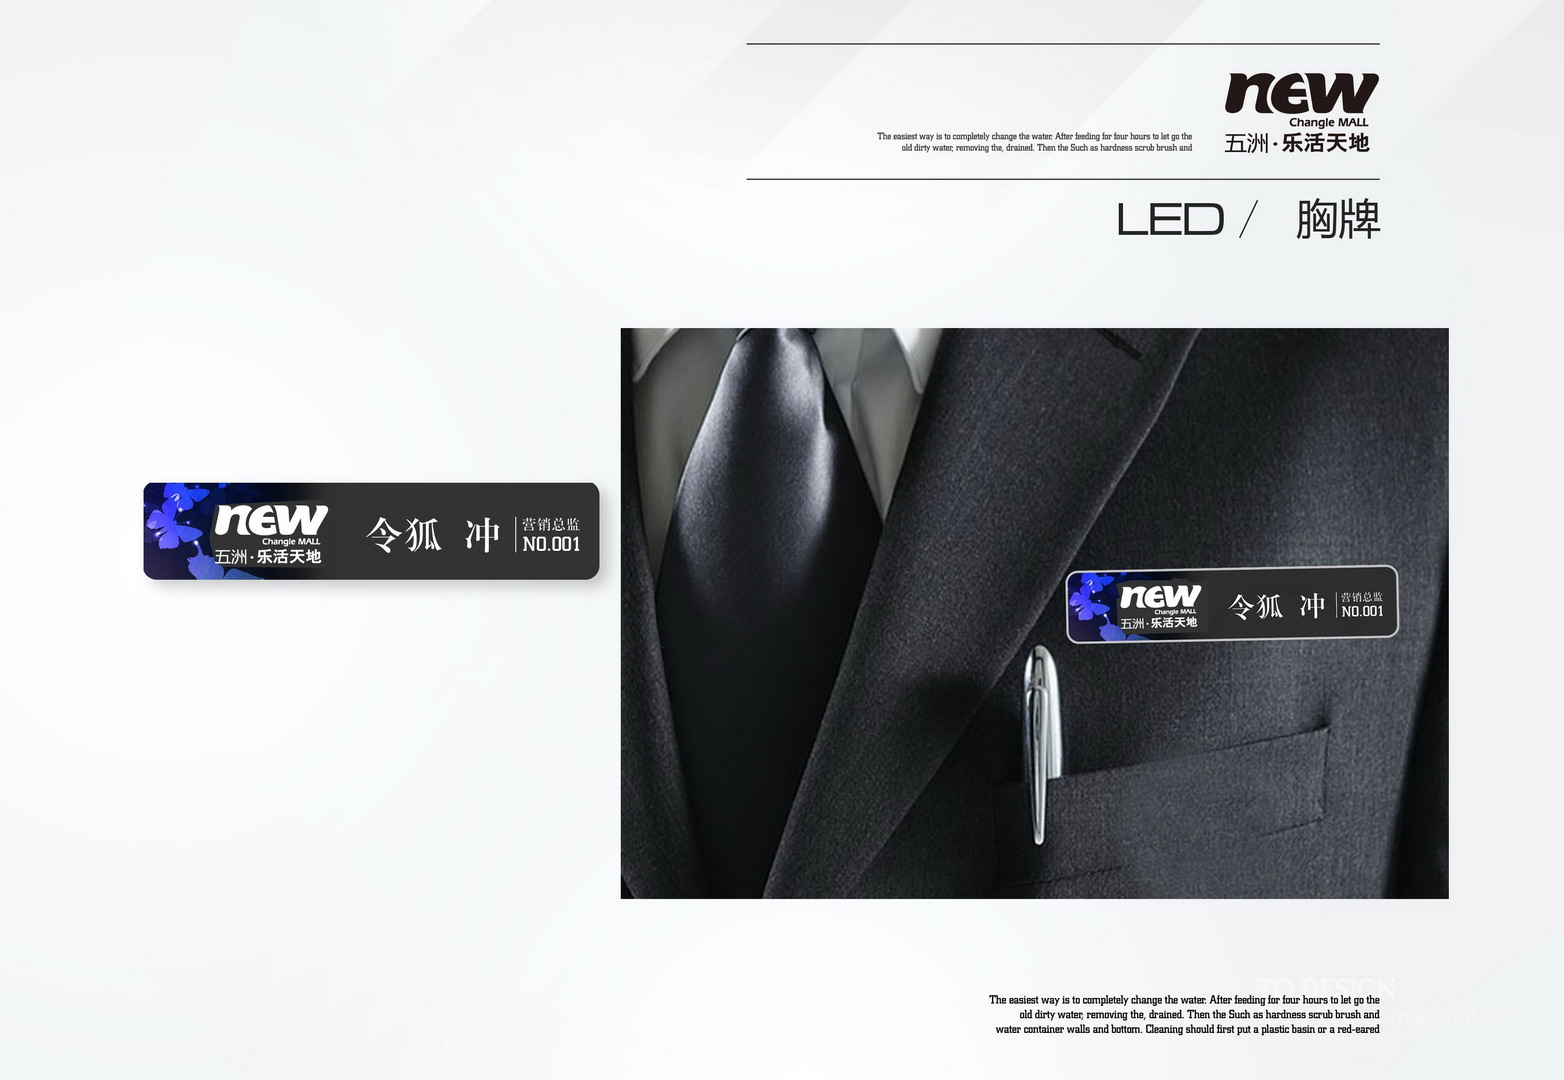 new
Changle MALL
五洲·乐活天地
The easiest way is to completely change the water. After feeding for four hours to let go the
old dirty water, removing the, drained. Then the Such as hardness scrub brush and
LED / 胸牌
new
Changle MALL
五洲·乐活天地
令狐 冲
营销总监
NO.001
new
Changle MALL
五洲·乐活天地
令狐 冲
营销总监
NO.001
TO DESIGN
Imagination
The easiest way is to completely change the water. After feeding for four hours to let go the
old dirty water, removing the, drained. Then the Such as hardness scrub brush and
water container walls and bottom. Cleaning should first put a plastic basin or a red-eared